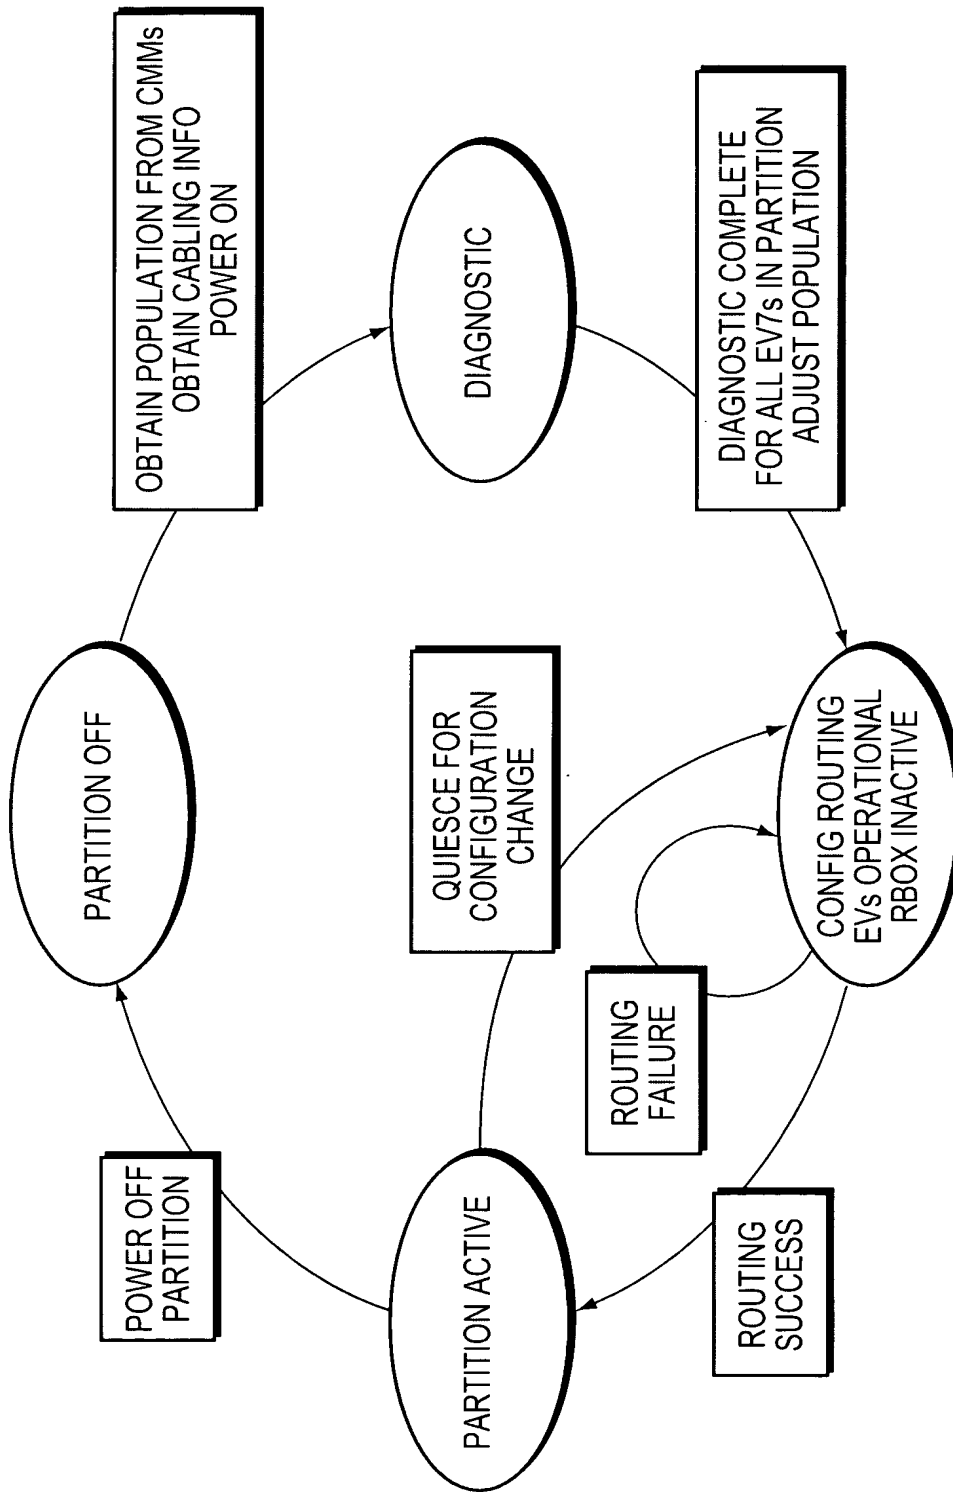 OBTAIN POPULATION FROM CMMs
OBTAIN CABLING INFO
POWER ON
PARTITION OFF
POWER OFF
PARTITION
DIAGNOSTIC
QUIESCE FOR
CONFIGURATION
CHANGE
PARTITION ACTIVE
ROUTING
FAILURE
DIAGNOSTIC COMPLETE
FOR ALL EV7s IN PARTITION
ADJUST POPULATION
CONFIG ROUTING
EVs OPERATIONAL
RBOX INACTIVE
ROUTING
SUCCESS